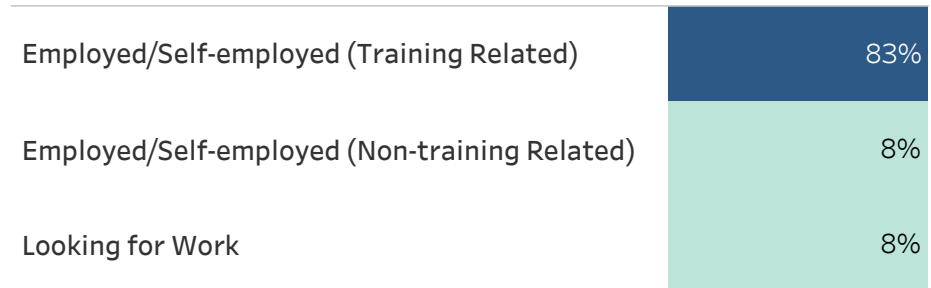 Employed/Self-employed (Training Related) 83%
Employed/Self-employed (Non-training Related) 8%
Looking for Work 8%